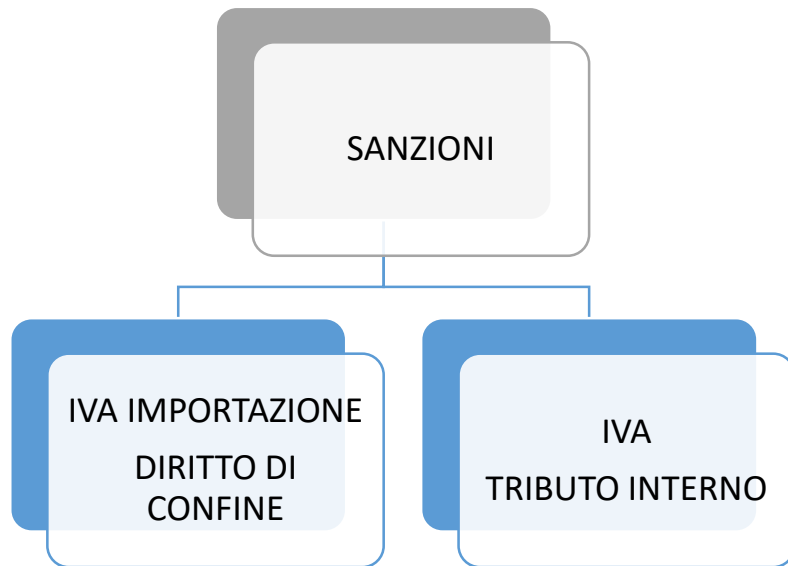 SANZIONI
IVA IMPORTAZIONE
DIRITTO DI
CONFINE
IVA
TRIBUTO INTERNO